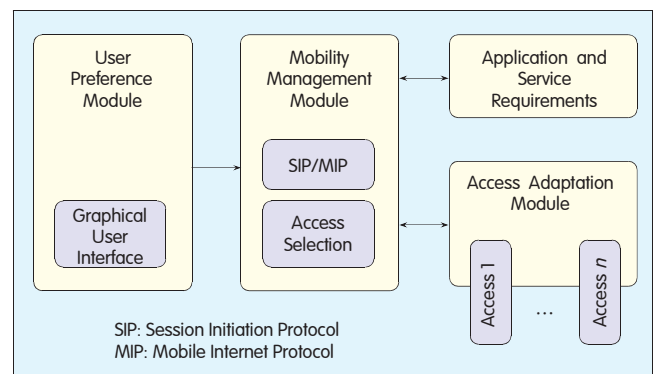 User
Preference
Module
Graphical
User
Interface
Mobility
Management
Module
SIP/MIP
Access
Selection
Application and
Service
Requirements
Access Adaptation
Module
Access 1
...
Access n
SIP: Session Initiation Protocol
MIP: Mobile Internet Protocol